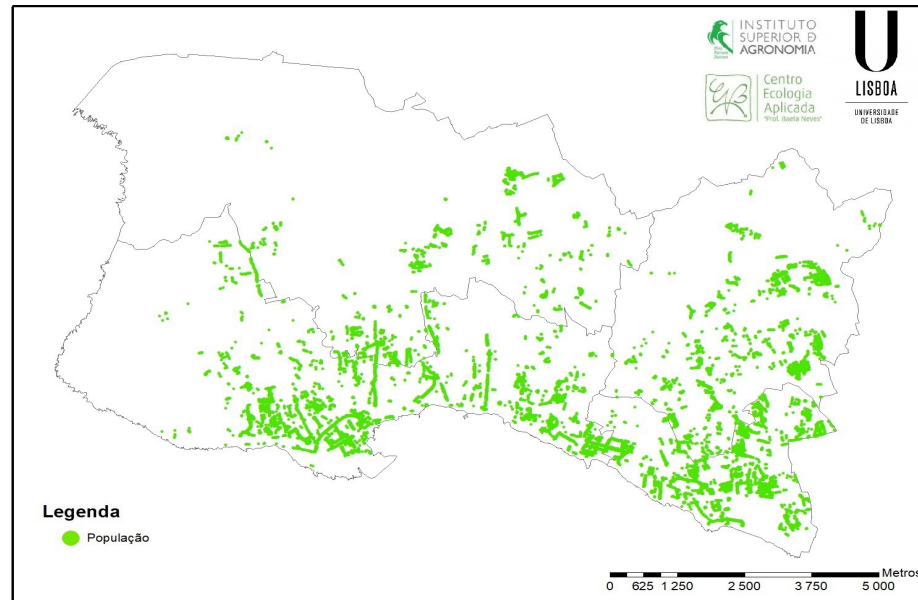 INSTITUTO
SUPERIOR D
AGRONOMIA
Centro
Ecologia
Aplicada
"Prof. Baeta Neves"
U
LISBOA
UNIVERSIDADE
DE LISBOA
Legenda
População
Metros
0 625 1 250 2 500 3 750 5 000